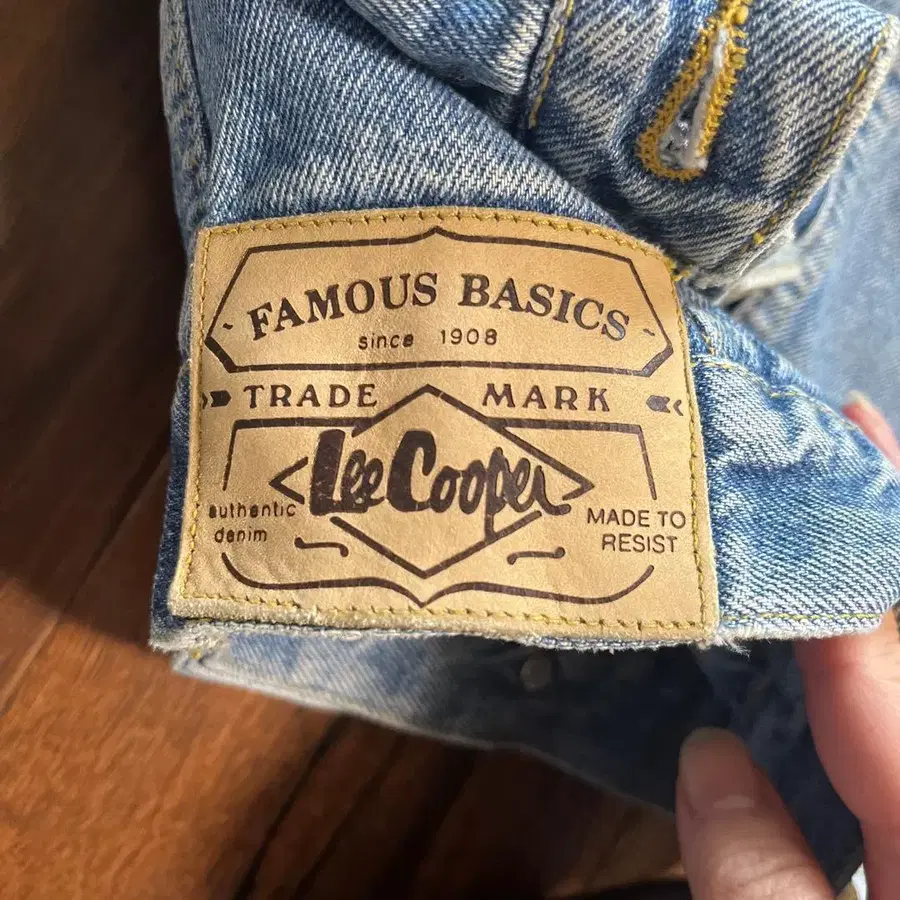 FAMOUS BASICS
since 1908
TRADE MARK
Lee Cooper
authentic
denim
MADE TO
RESIST